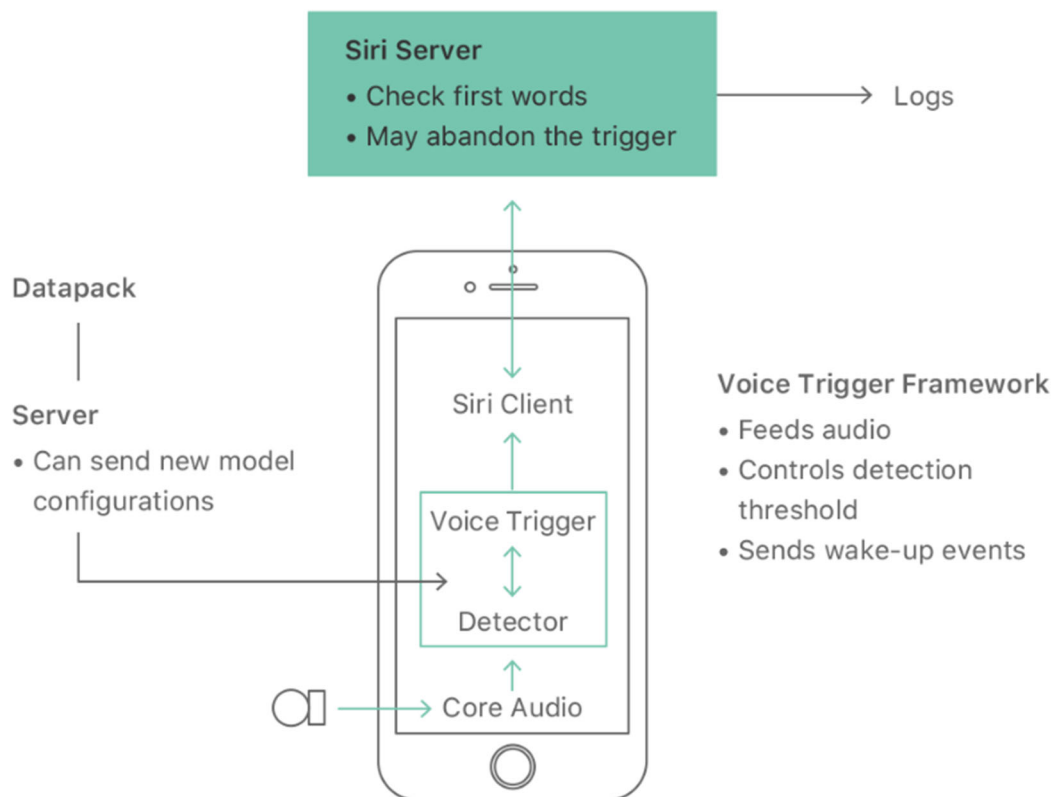 Siri Server
• Check first words
• May abandon the trigger
Logs
Datapack
Server
• Can send new model
configurations
Siri Client
Voice Trigger
Detector
Core Audio
Voice Trigger Framework
• Feeds audio
• Controls detection
threshold
• Sends wake-up events